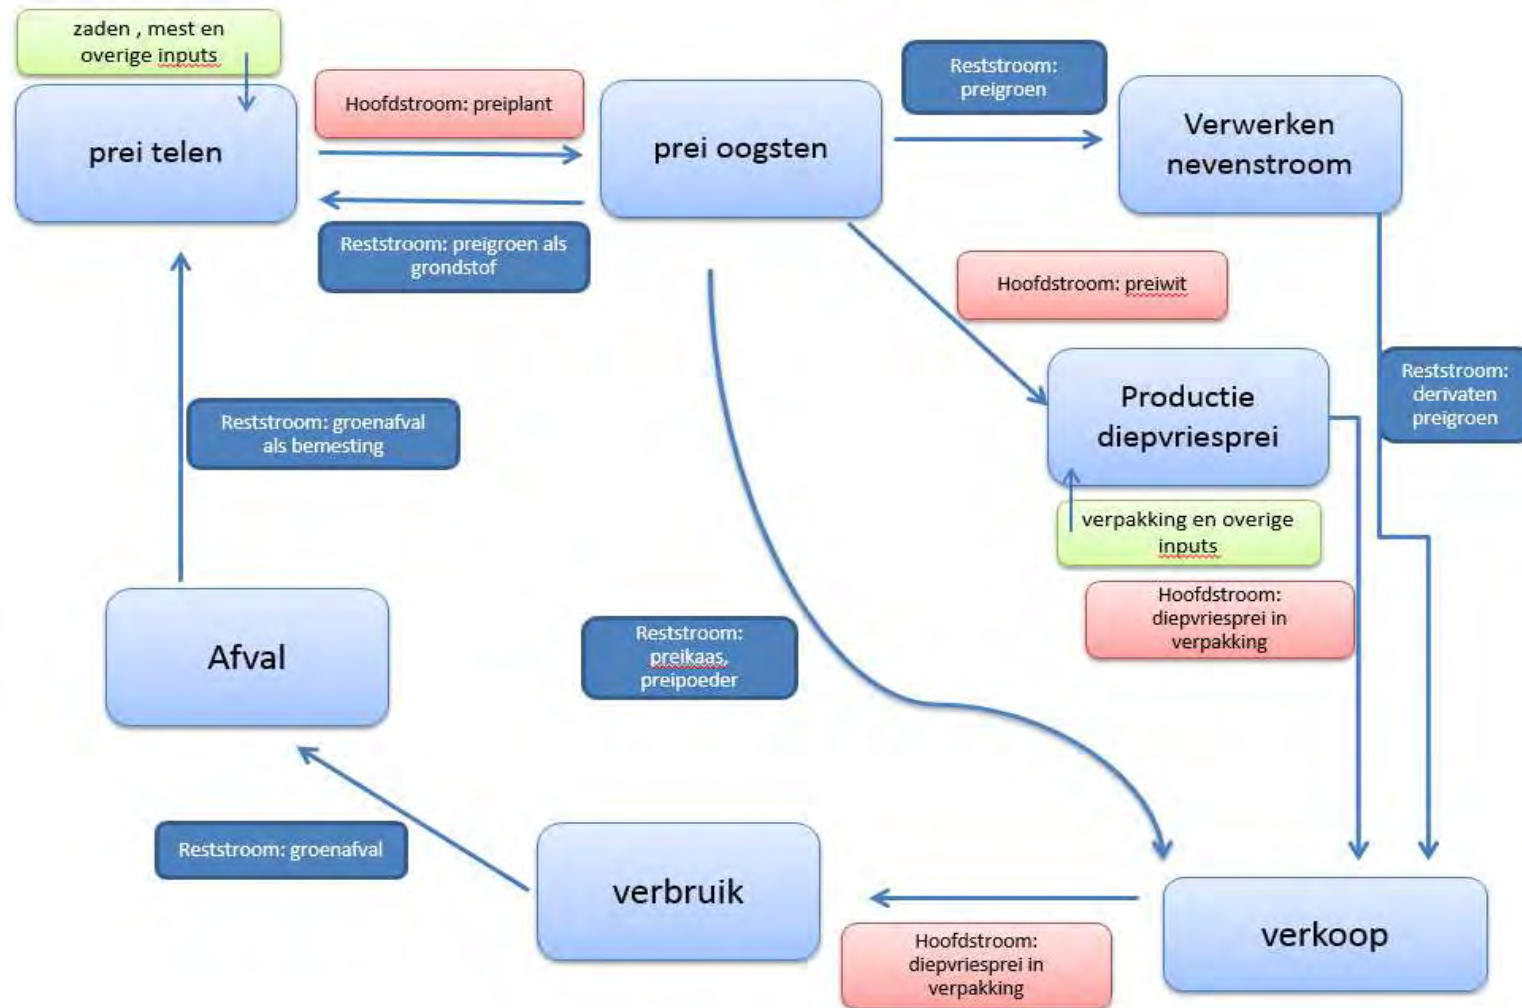 zaden , mest en
overige inputs
prei telen
Hoofdstroom: preiplant
Reststroom: preigroen als
grondstof
prei oogsten
Reststroom:
preigroen
Verwerken
nevenstroom
Hoofdstroom: preiwit
Productie
diepvriesprei
Reststroom:
derivaten
preigroen
verpakking en overige
inputs
Hoofdstroom:
diepvriesprei in
verpakking
Reststroom: groenafval
als bemesting
Afval
Reststroom:
preikaas,
preipoeder
Reststroom: groenafval
verbruik
Hoofdstroom:
diepvriesprei in
verpakking
verkoop